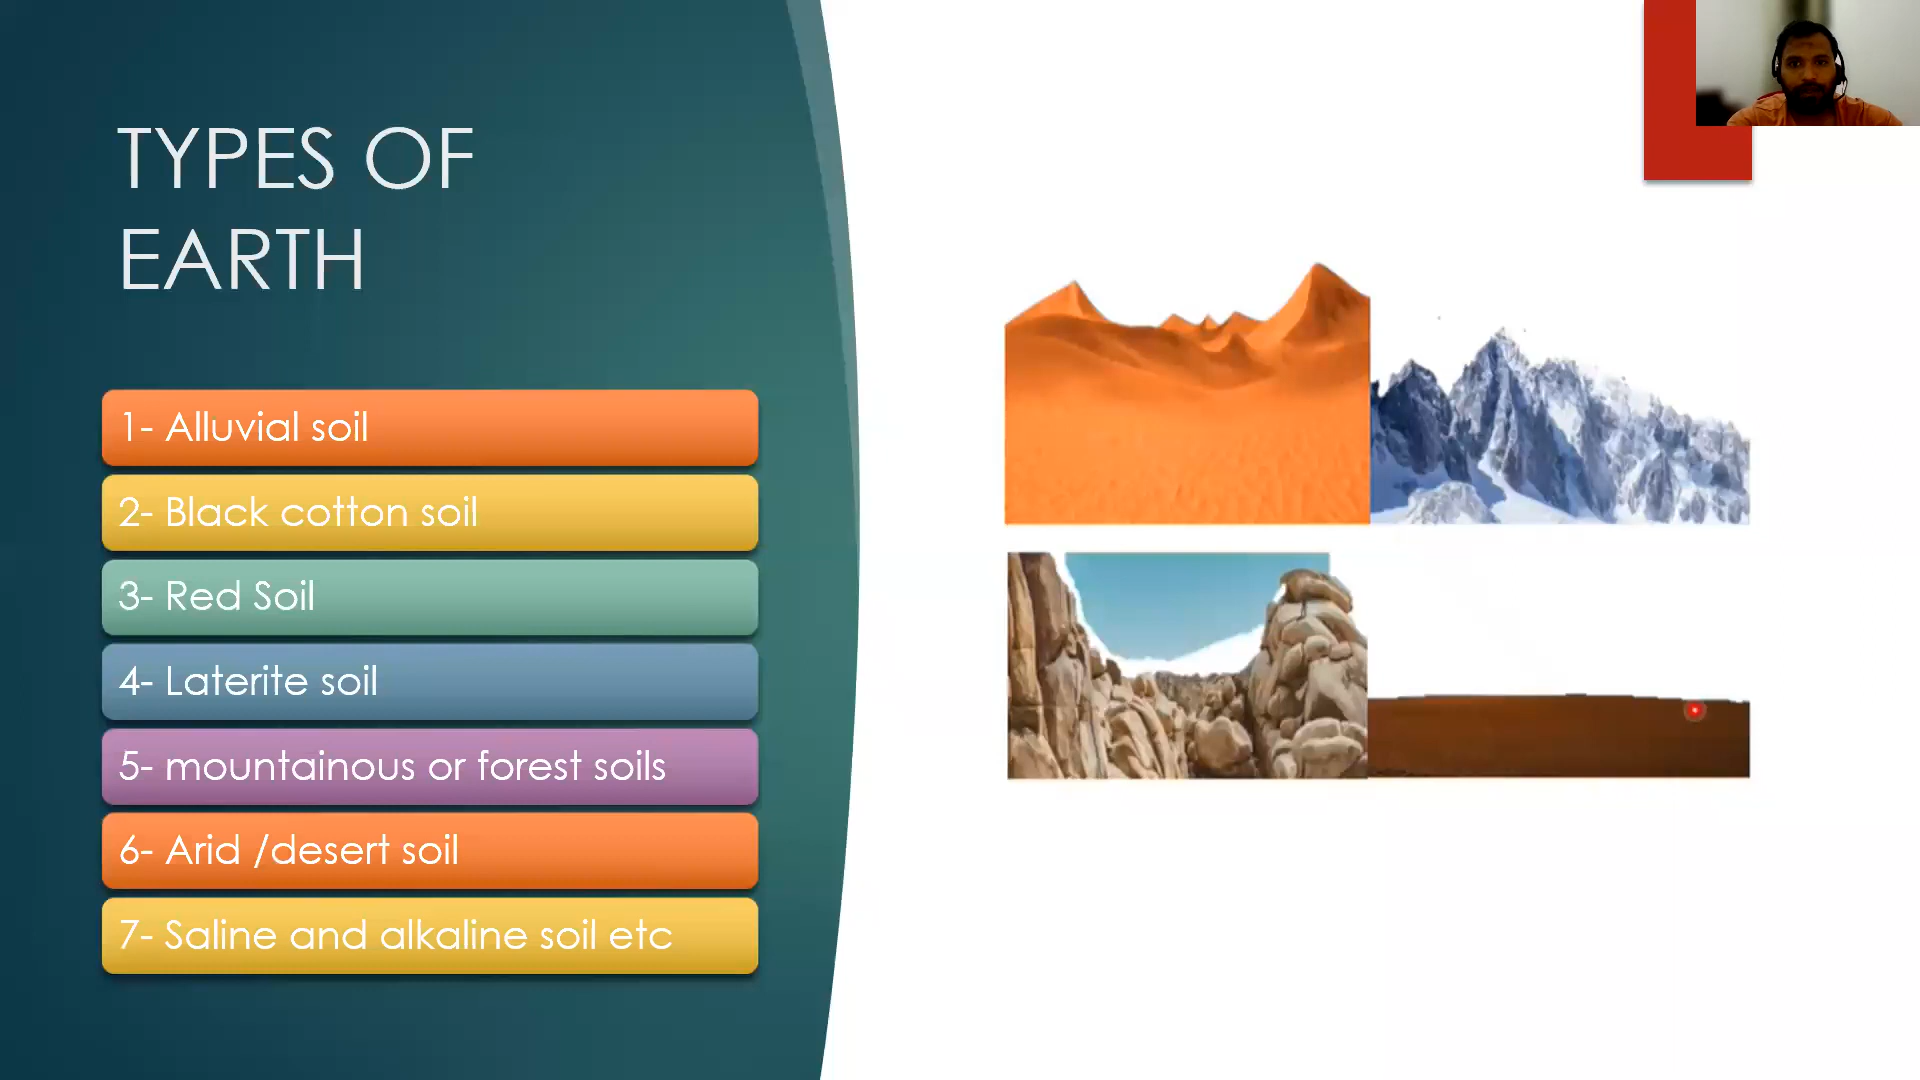 TYPES OF
EARTH
1- Alluvial soil
2- Black cotton soil
3- Red Soil
4- Laterite soil
5- mountainous or forest soils
6- Arid /desert soil
7- Saline and alkaline soil etc